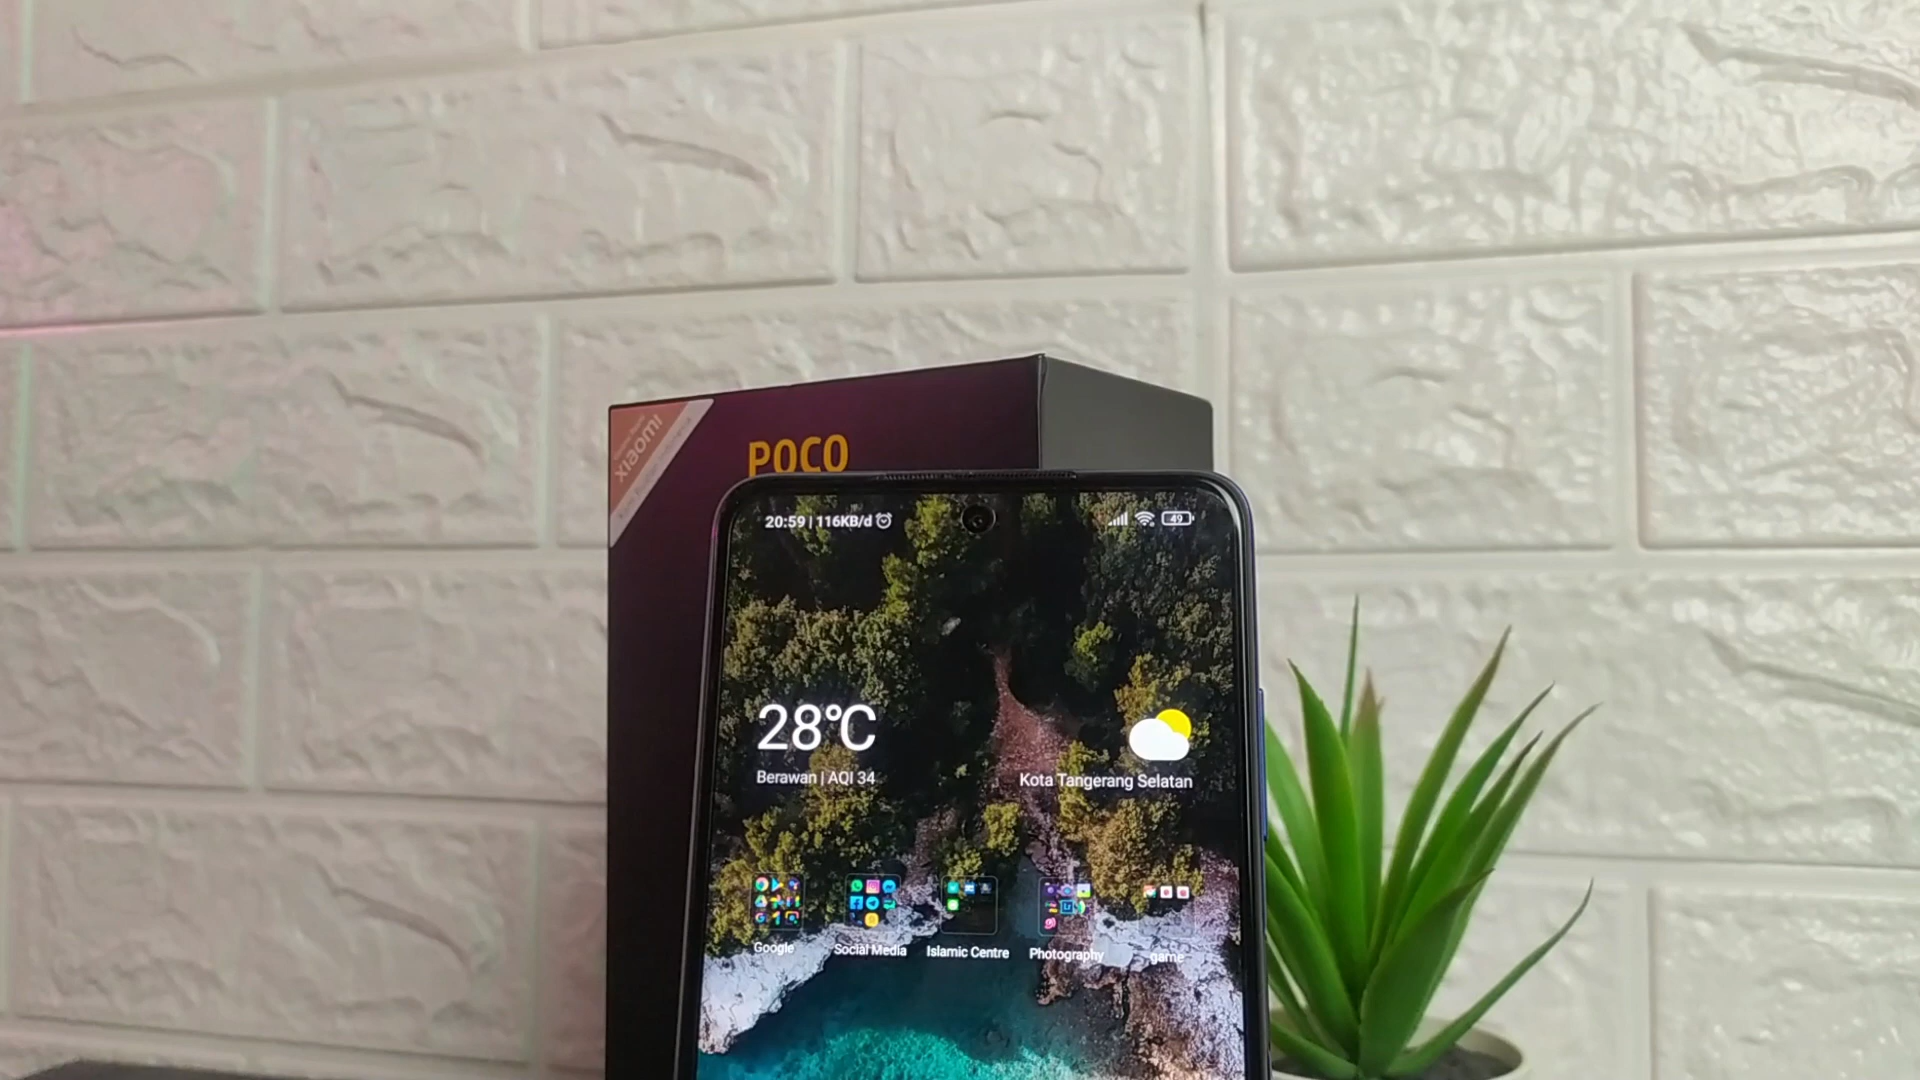 xiaomi
POCO
20:59 | 116KB/d
49
28°C
Berawan | AQI 34
Kota Tangerang Selatan
Google
Social Media
Islamic Centre
Photography
game